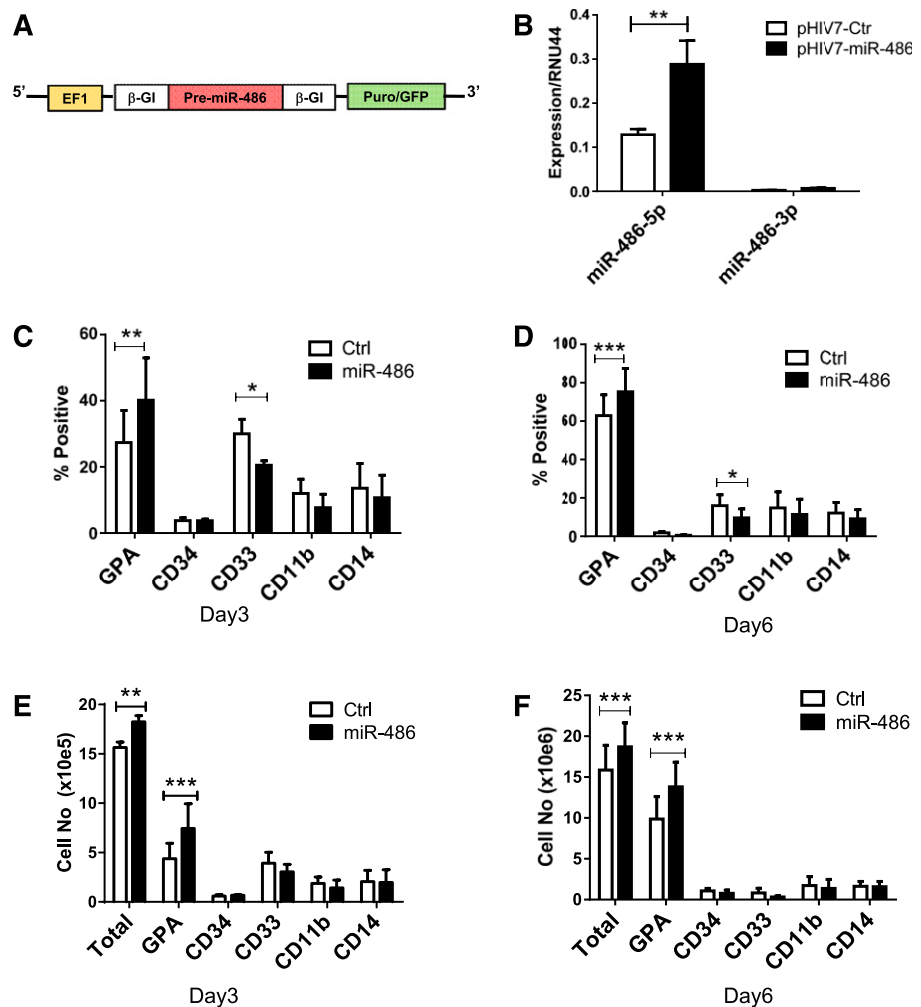 A
5' EF1 β-GI Pre-miR-486 β-GI Puro/GFP 3'
B
Expression/RNU44
0.4
0.3
0.2
0.1
0.0
**
pHIV7-Ctr
pHIV7-miR-486
miR-486-5p
miR-486-3p
C
% Positive
60
40
20
0
**
*
Ctrl
miR-486
GPA
CD34
CD33
CD11b
CD14
Day3
D
% Positive
100
80
60
40
20
0
***
*
Ctrl
miR-486
GPA
CD34
CD33
CD11b
CD14
Day6
E
Cell No (x10e5)
20
15
10
5
0
**
***
Ctrl
miR-486
Total
GPA
CD34
CD33
CD11b
CD14
Day3
F
Cell No (x10e6)
25
20
15
10
5
0
***
***
Ctrl
miR-486
Total
GPA
CD34
CD33
CD11b
CD14
Day6